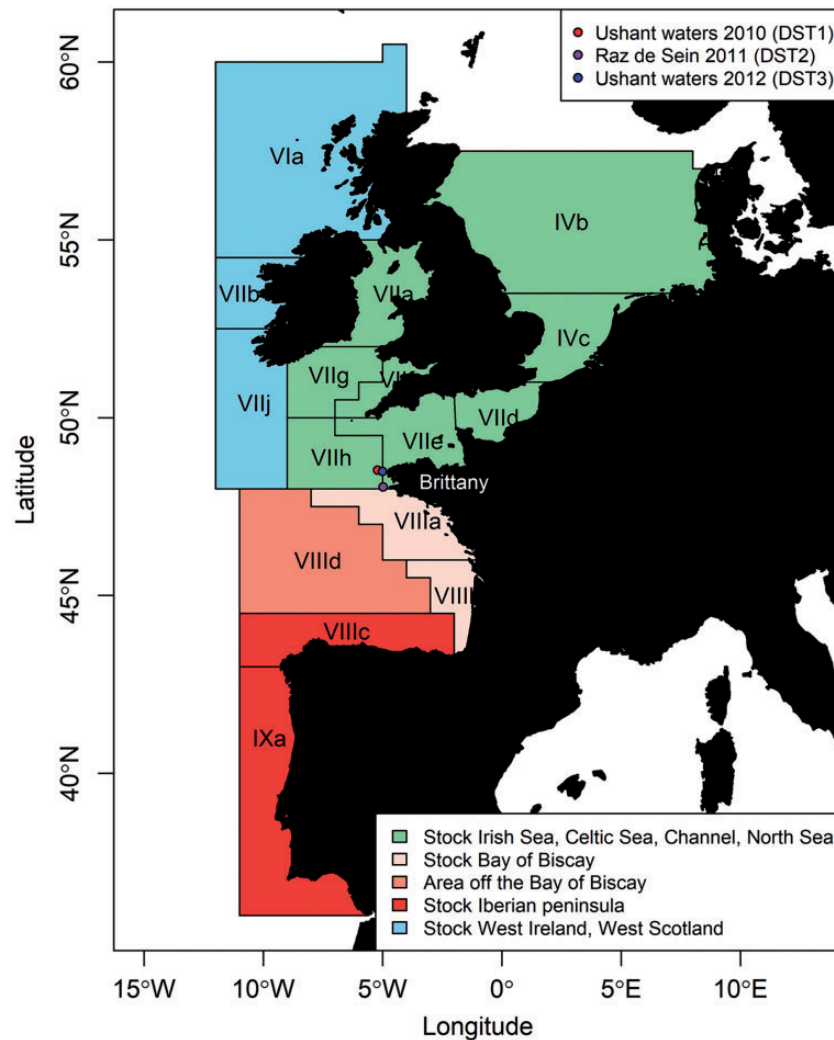 Ushant waters 2010 (DST1)
Raz de Sein 2011 (DST2)
Ushant waters 2012 (DST3)
60°N
VIa
55°N
IVb
VIIb
VIIa
IVc
VIIg
VIIj
50°N
VIId
VIIe
VIIh
Brittany
VIIIa
VIIId
45°N
VIIIc
IXa
40°N
Latitude
Stock Irish Sea, Celtic Sea, Channel, North Sea
Stock Bay of Biscay
Area off the Bay of Biscay
Stock Iberian peninsula
Stock West Ireland, West Scotland
15°W 10°W 5°W 0° 5°E 10°E
Longitude